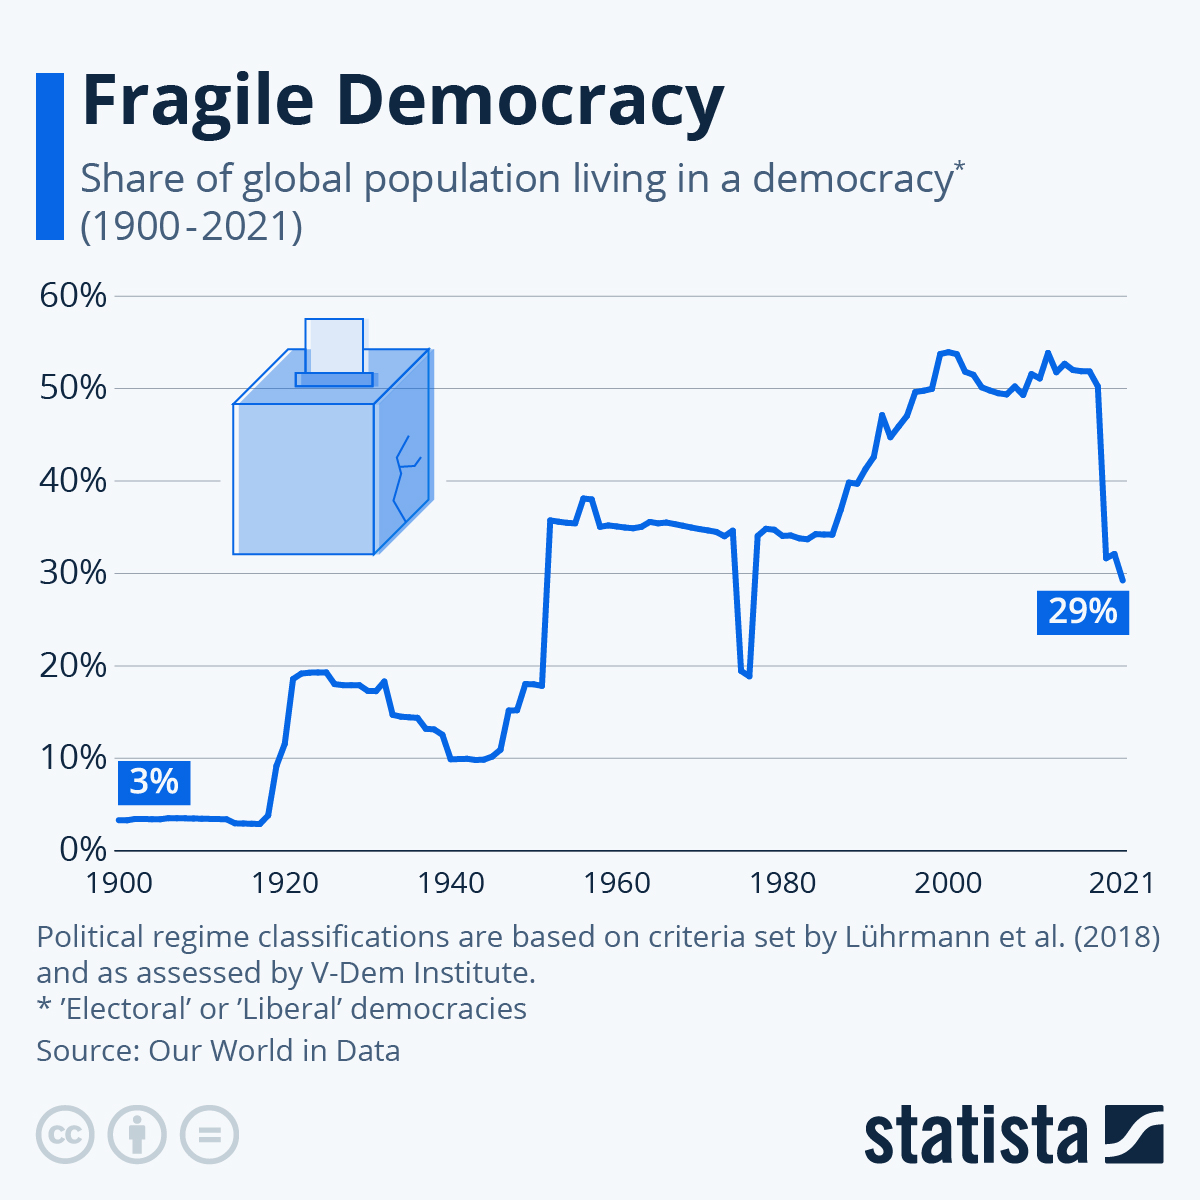 Fragile Democracy
Share of global population living in a democracy*
(1900-2021)
60%
50%
40%
30%
29%
20%
10%
3%
0%
1900 1920 1940 1960 1980 2000 2021
Political regime classifications are based on criteria set by Lührmann et al. (2018)
and as assessed by V-Dem Institute.
* ’Electoral’ or ’Liberal’ democracies
Source: Our World in Data
cc
statista